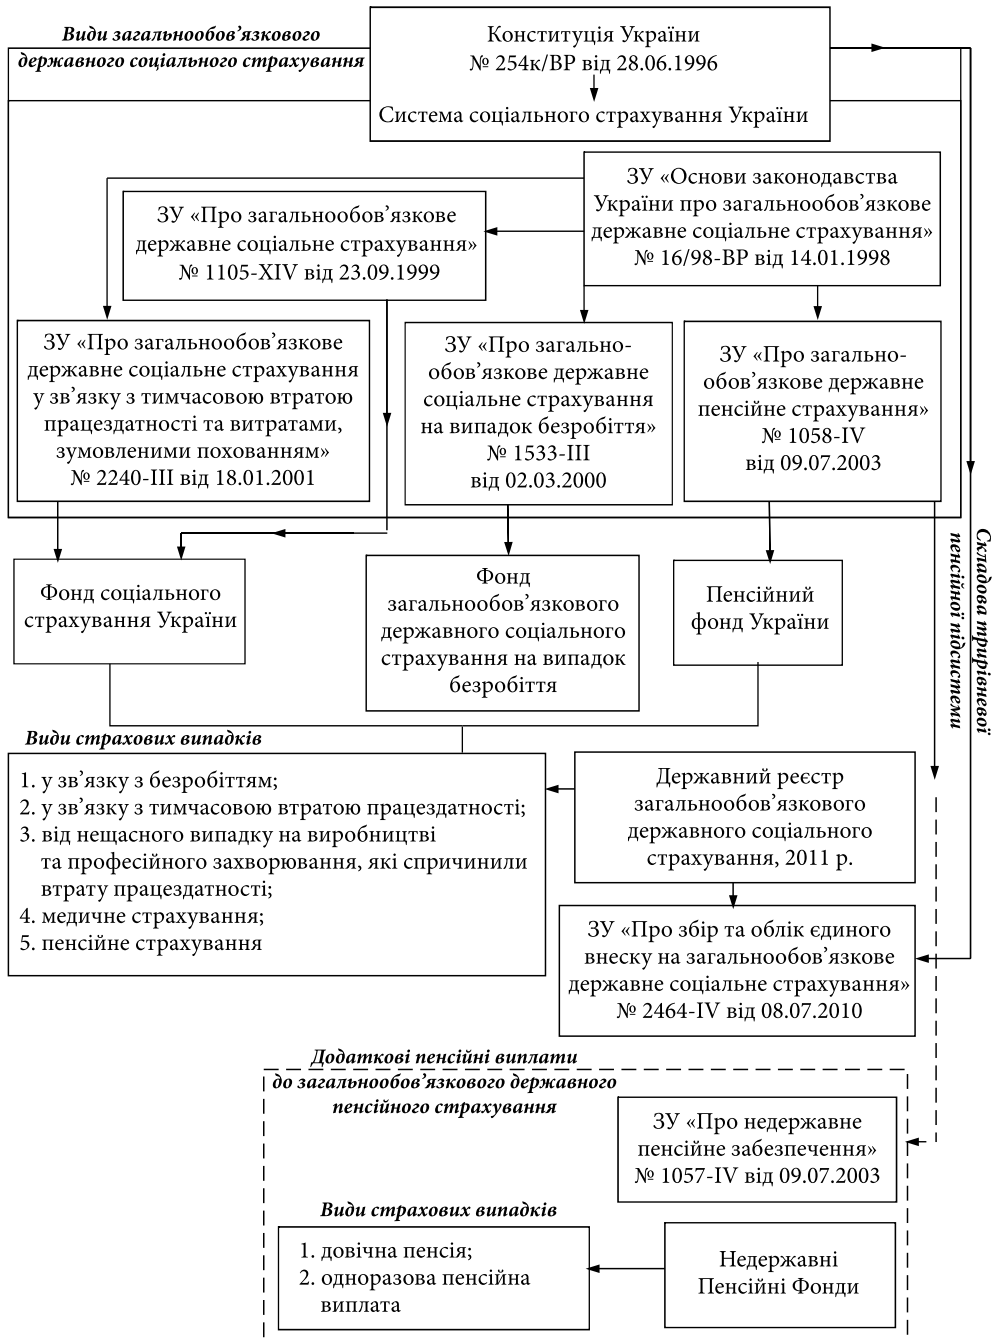 Види загальнообов’язкового
державного соціального страхування
Конституція України
№ 254к/ВР від 28.06.1996
Система соціального страхування України
ЗУ «Основи законодавства
України про загальнообов’язкове
державне соціальне страхування»
№ 16/98-ВР від 14.01.1998
ЗУ «Про загальнообов’язкове
державне соціальне страхування»
№ 1105-XIV від 23.09.1999
ЗУ «Про загальнообов’язкове
державне соціальне страхування
у зв’язку з тимчасовою втратою
працездатності та витратами,
зумовленими похованням»
№ 2240-III від 18.01.2001
ЗУ «Про загально-
обов’язкове державне
соціальне страхування
на випадок безробіття»
№ 1533-III
від 02.03.2000
ЗУ «Про загально-
обов’язкове державне
пенсійне страхування»
№ 1058-IV
від 09.07.2003
Складова трирівневої
пенсійної підсистеми
Фонд соціального
страхування України
Фонд
загальнообов’язкового
державного соціального
страхування на випадок
безробіття
Пенсійний
фонд України
Види страхових випадків
1. у зв’язку з безробіттям;
2. у зв’язку з тимчасовою втратою працездатності;
3. від нещасного випадку на виробництві
та професійного захворювання, які спричинили
втрату працездатності;
4. медичне страхування;
5. пенсійне страхування
Державний реєстр
загальнообов’язкового
державного соціального
страхування, 2011 р.
ЗУ «Про збір та облік єдиного
внеску на загальнообов’язкове
державне соціальне страхування»
№ 2464-IV від 08.07.2010
Додаткові пенсійні виплати
до загальнообов’язкового державного
пенсійного страхування
ЗУ «Про недержавне
пенсійне забезпечення»
№ 1057-IV від 09.07.2003
Види страхових випадків
1. довічна пенсія;
2. одноразова пенсійна
виплата
Недержавні
Пенсійні Фонди